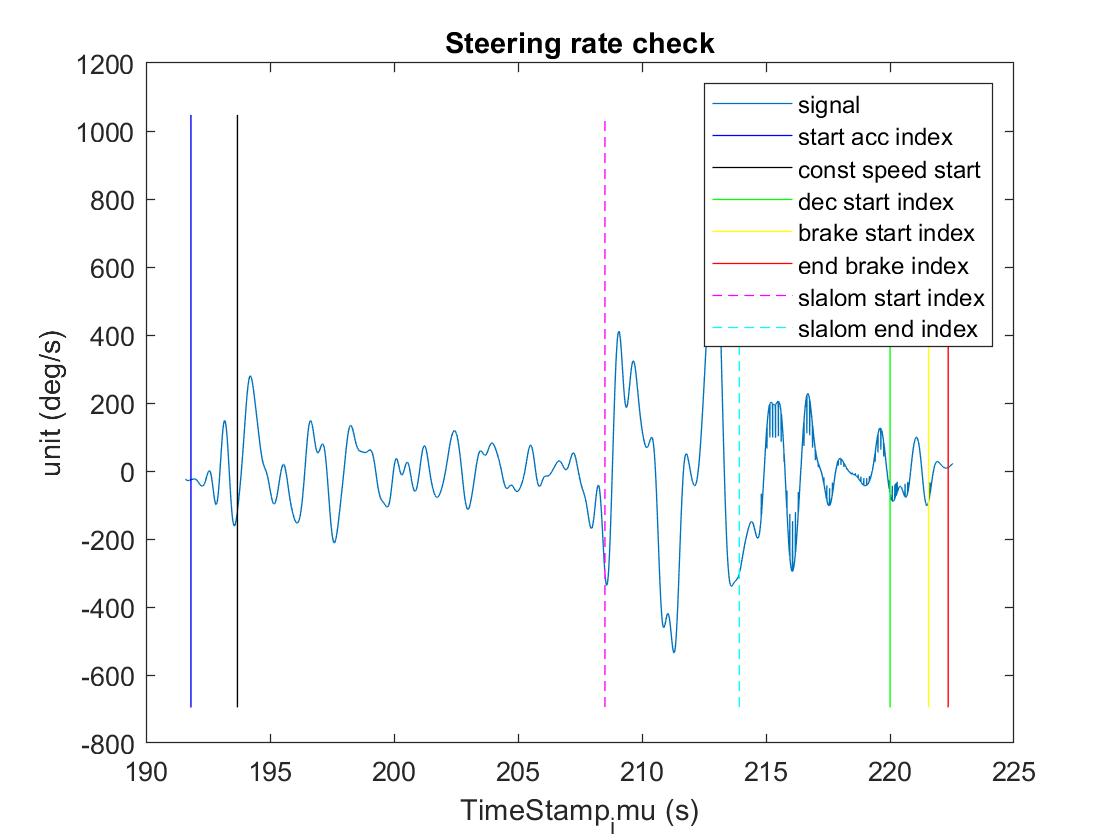 Steering rate check
1200
1000
800
600
400
200
0
-200
-400
-600
-800
unit (deg/s)
signal
start acc index
const speed start
dec start index
brake start index
end brake index
slalom start index
slalom end index
190
195
200
205
210
215
220
225
TimeStampimu (s)